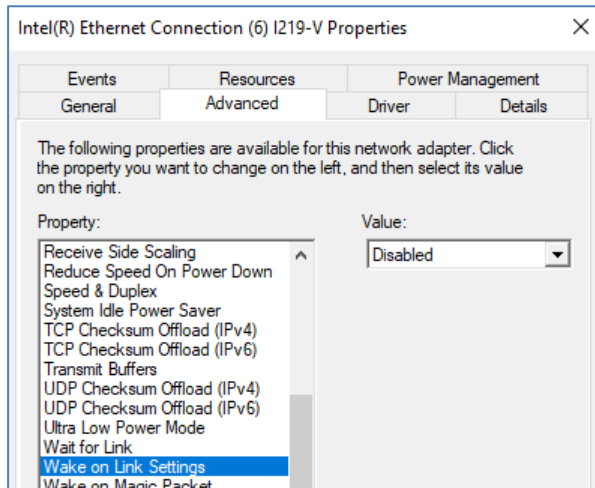 Intel(R) Ethernet Connection (6) I219-V Properties
Events Resources Power Management
General Advanced Driver Details
The following properties are available for this network adapter. Click
the property you want to change on the left, and then select its value
on the right.
Property:
Value:
Receive Side Scaling
Disabled
Reduce Speed On Power Down
Speed & Duplex
System Idle Power Saver
TCP Checksum Offload (IPv4)
TCP Checksum Offload (IPv6)
Transmit Buffers
UDP Checksum Offload (IPv4)
UDP Checksum Offload (IPv6)
Ultra Low Power Mode
Wait for Link
Wake on Link Settings
Wake on Magic Packet